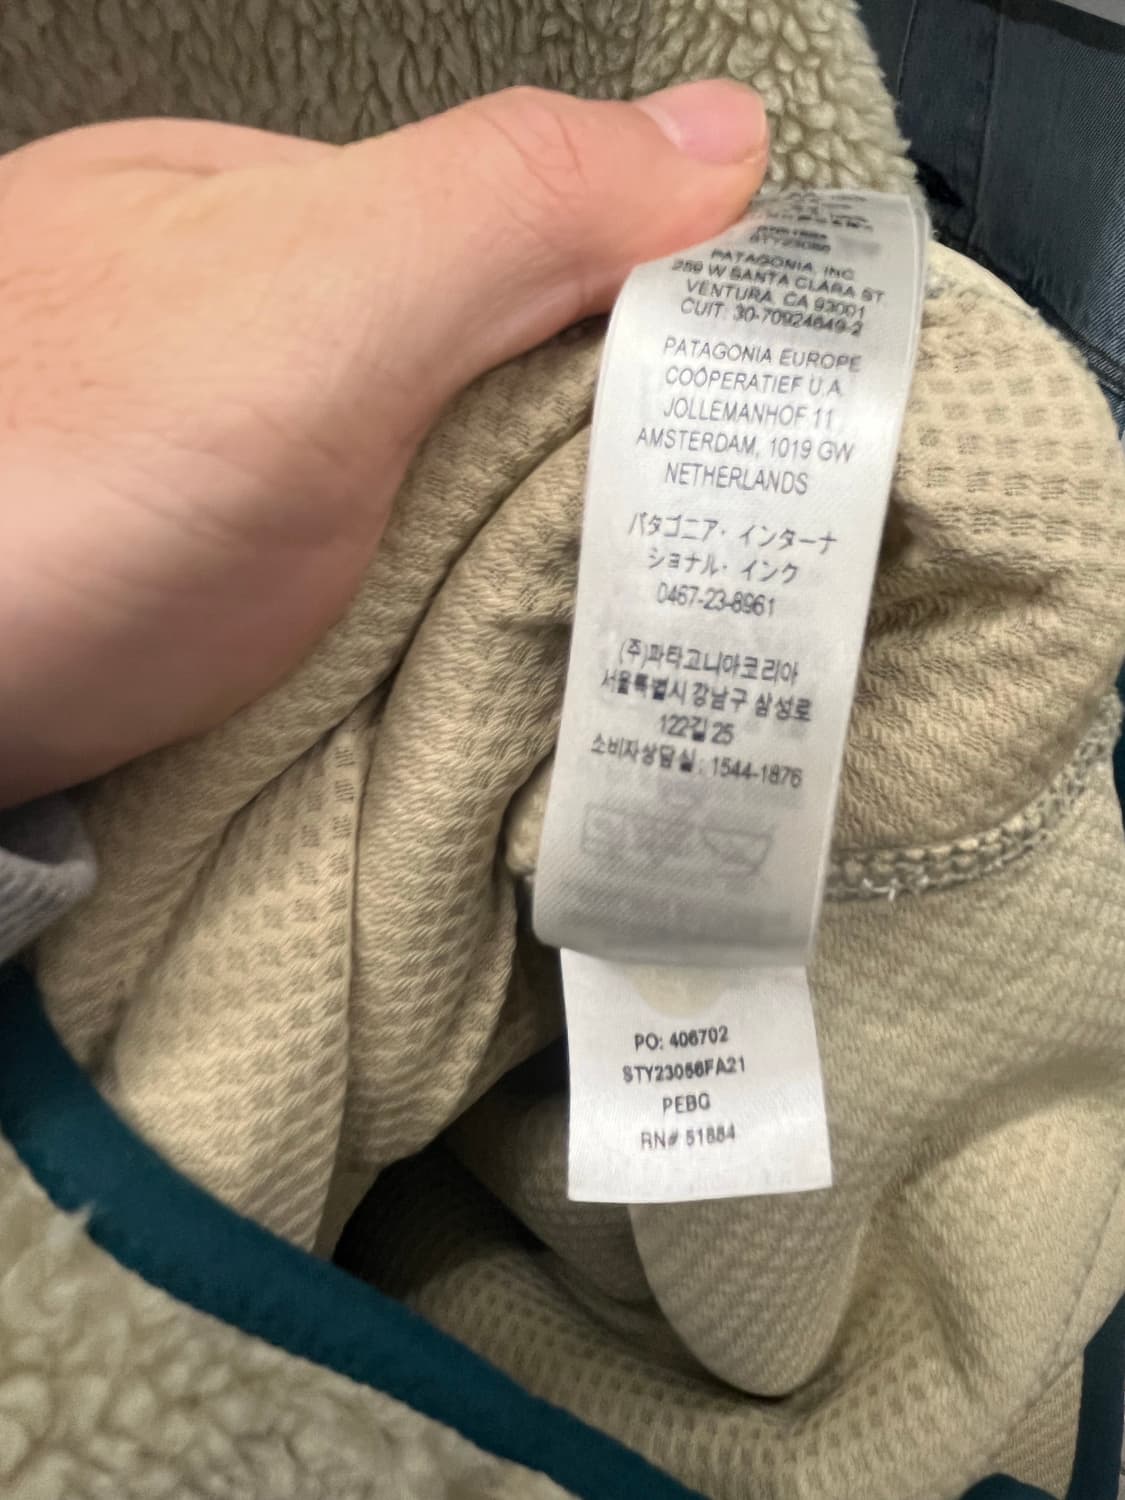 PATAGONIA, INC.
259 W SANTA CLARA ST.
VENTURA, CA 93001
CUIT: 30-70924849-2
PATAGONIA EUROPE
COÖPERATIEF U.A.
JOLLEMANHOF 11
AMSTERDAM, 1019 GW
NETHERLANDS
パタゴニア・インターナ
ショナル・インク
0467-23-8961
(주)파타고니아코리아
서울특별시 강남구 삼성로
122길 25
소비자상담실 : 1544-1876
PO: 406702
STY23056FA21
PEBG
RN# 51884